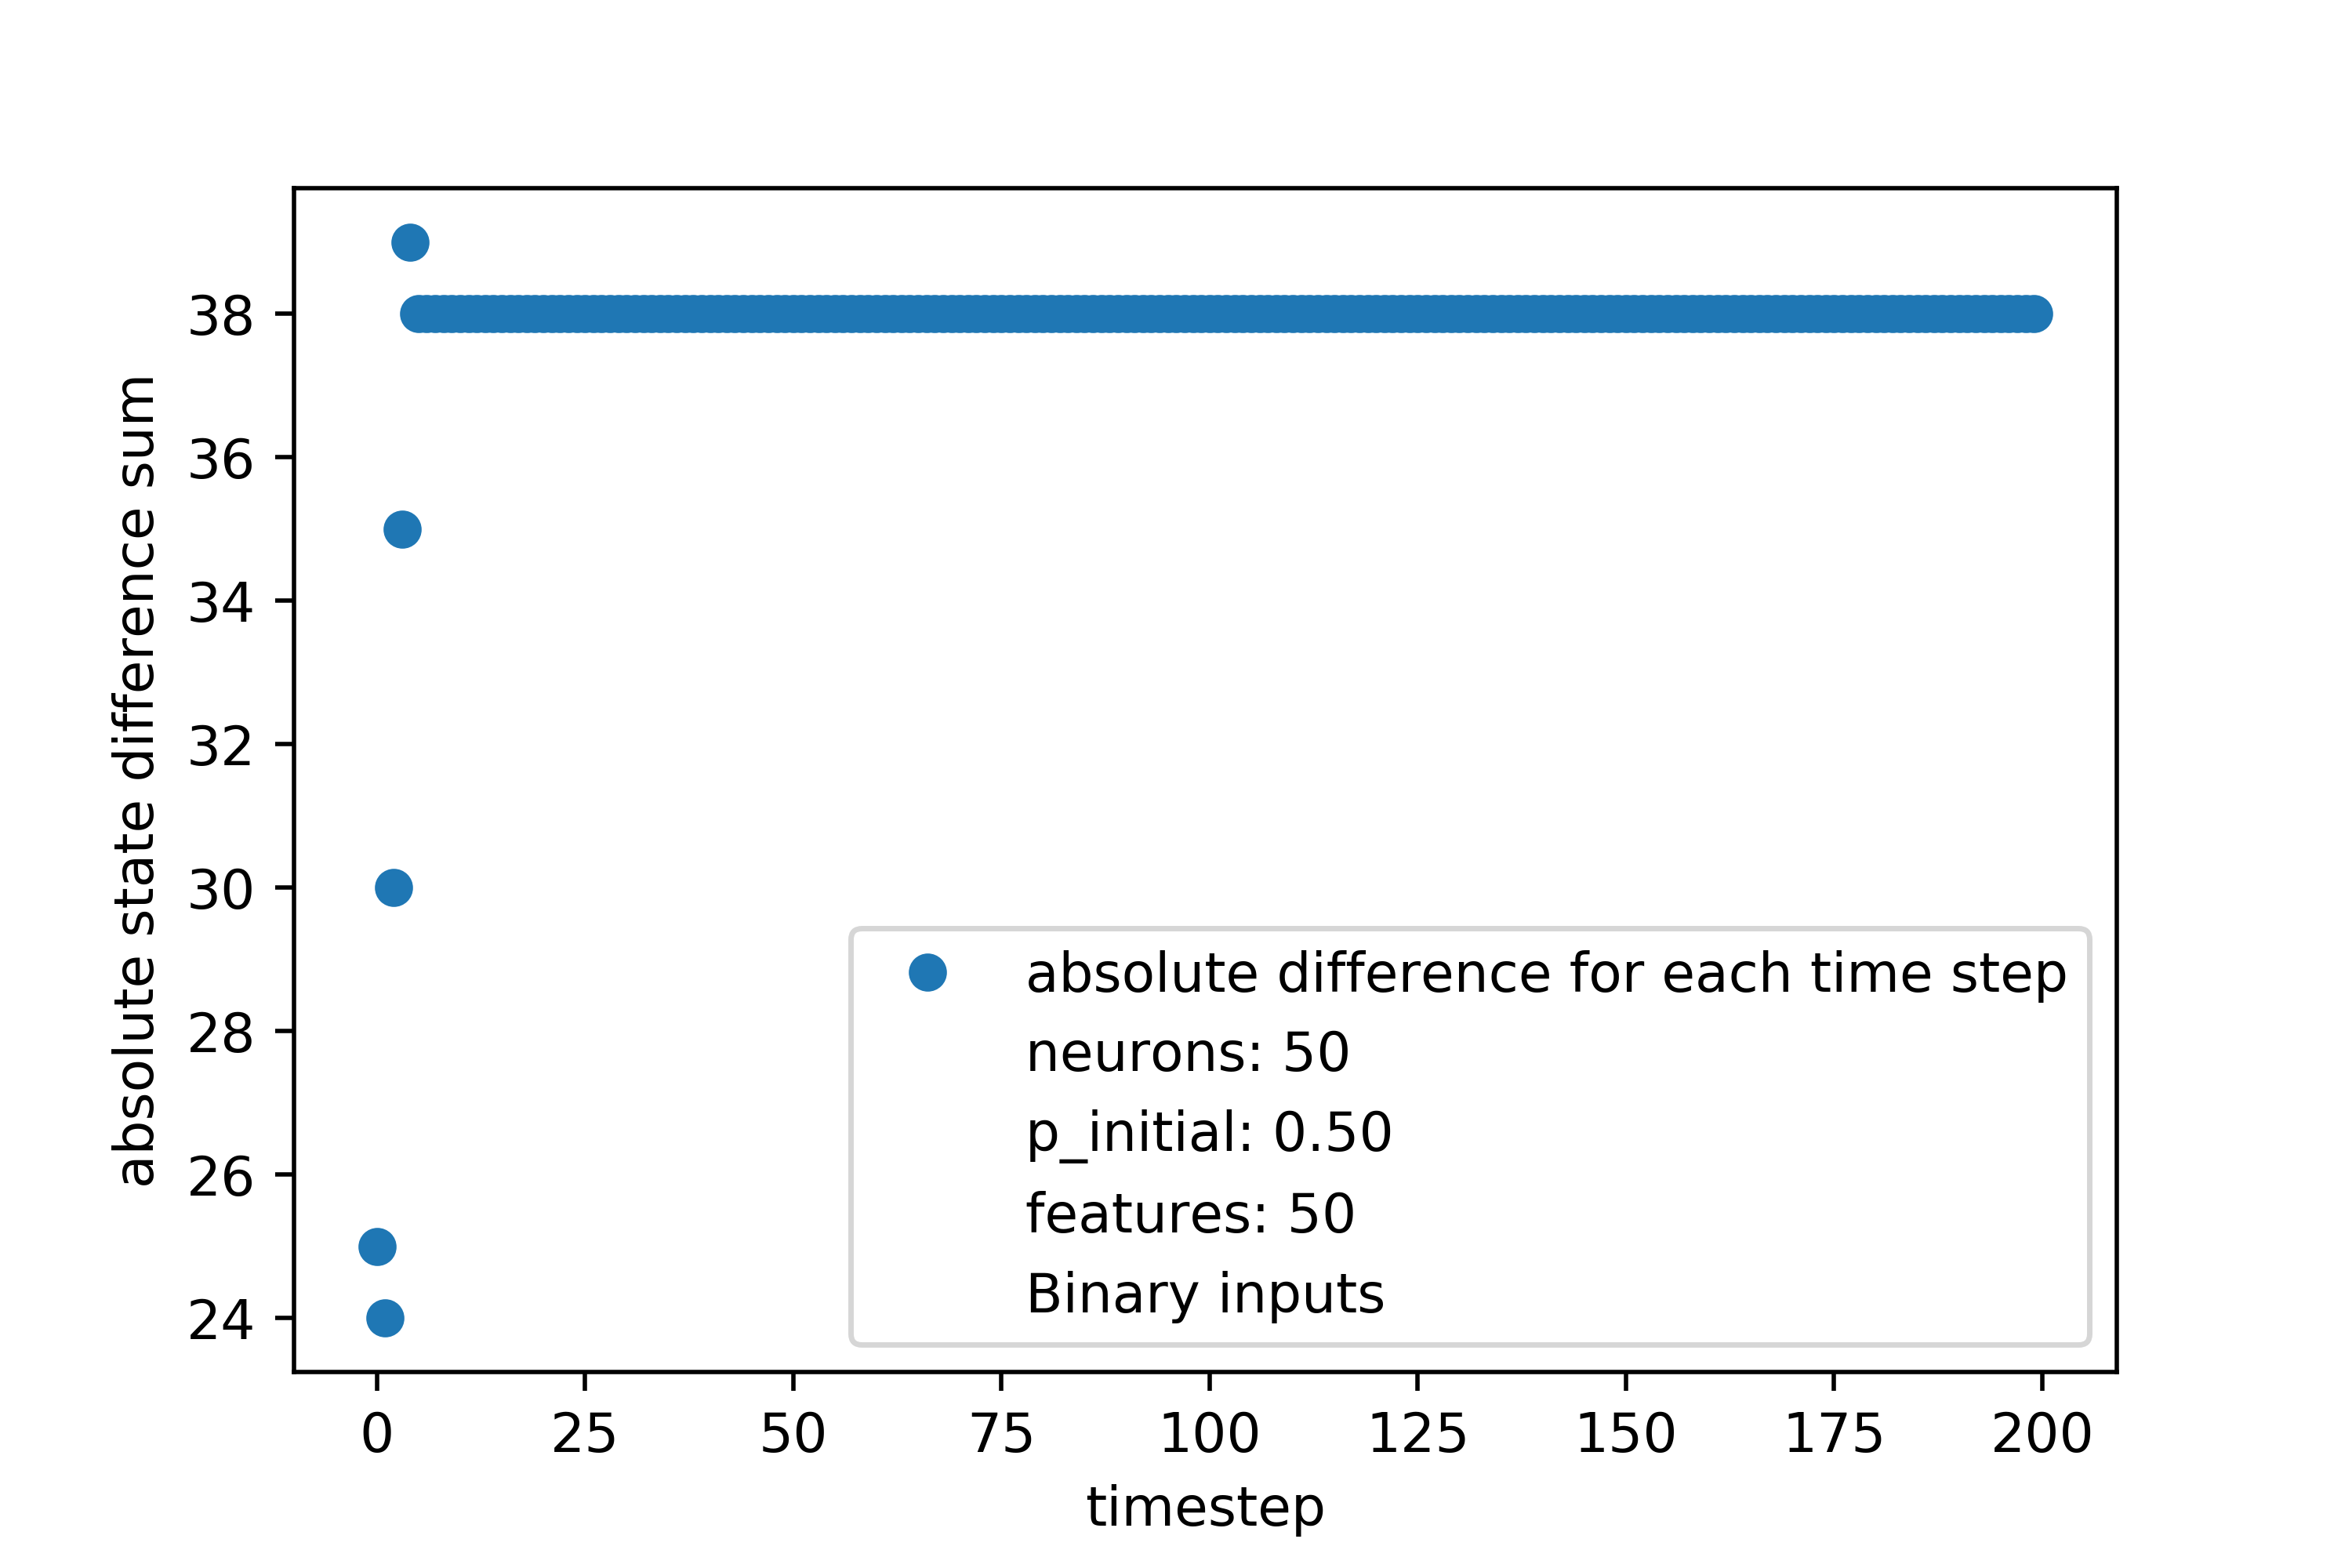 absolute state difference sum
38
36
34
32
30
28
26
24
absolute difference for each time step
neurons: 50
p_initial: 0.50
features: 50
Binary inputs
0 25 50 75 100 125 150 175 200
timestep